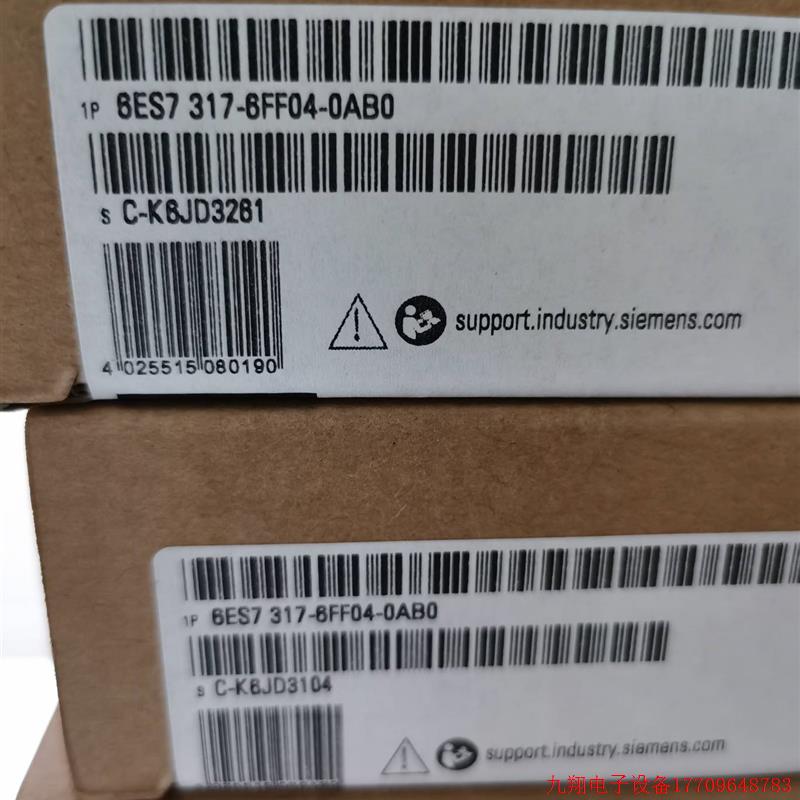 1P 6ES7 317-6FF04-0AB0
S C-K6JD3261
4 025515 080190
support.industry.siemens.com
1P 6ES7 317-6FF04-0AB0
S C-K6JD3104
support.industry.siemens.com
九翔电子设备17709648783